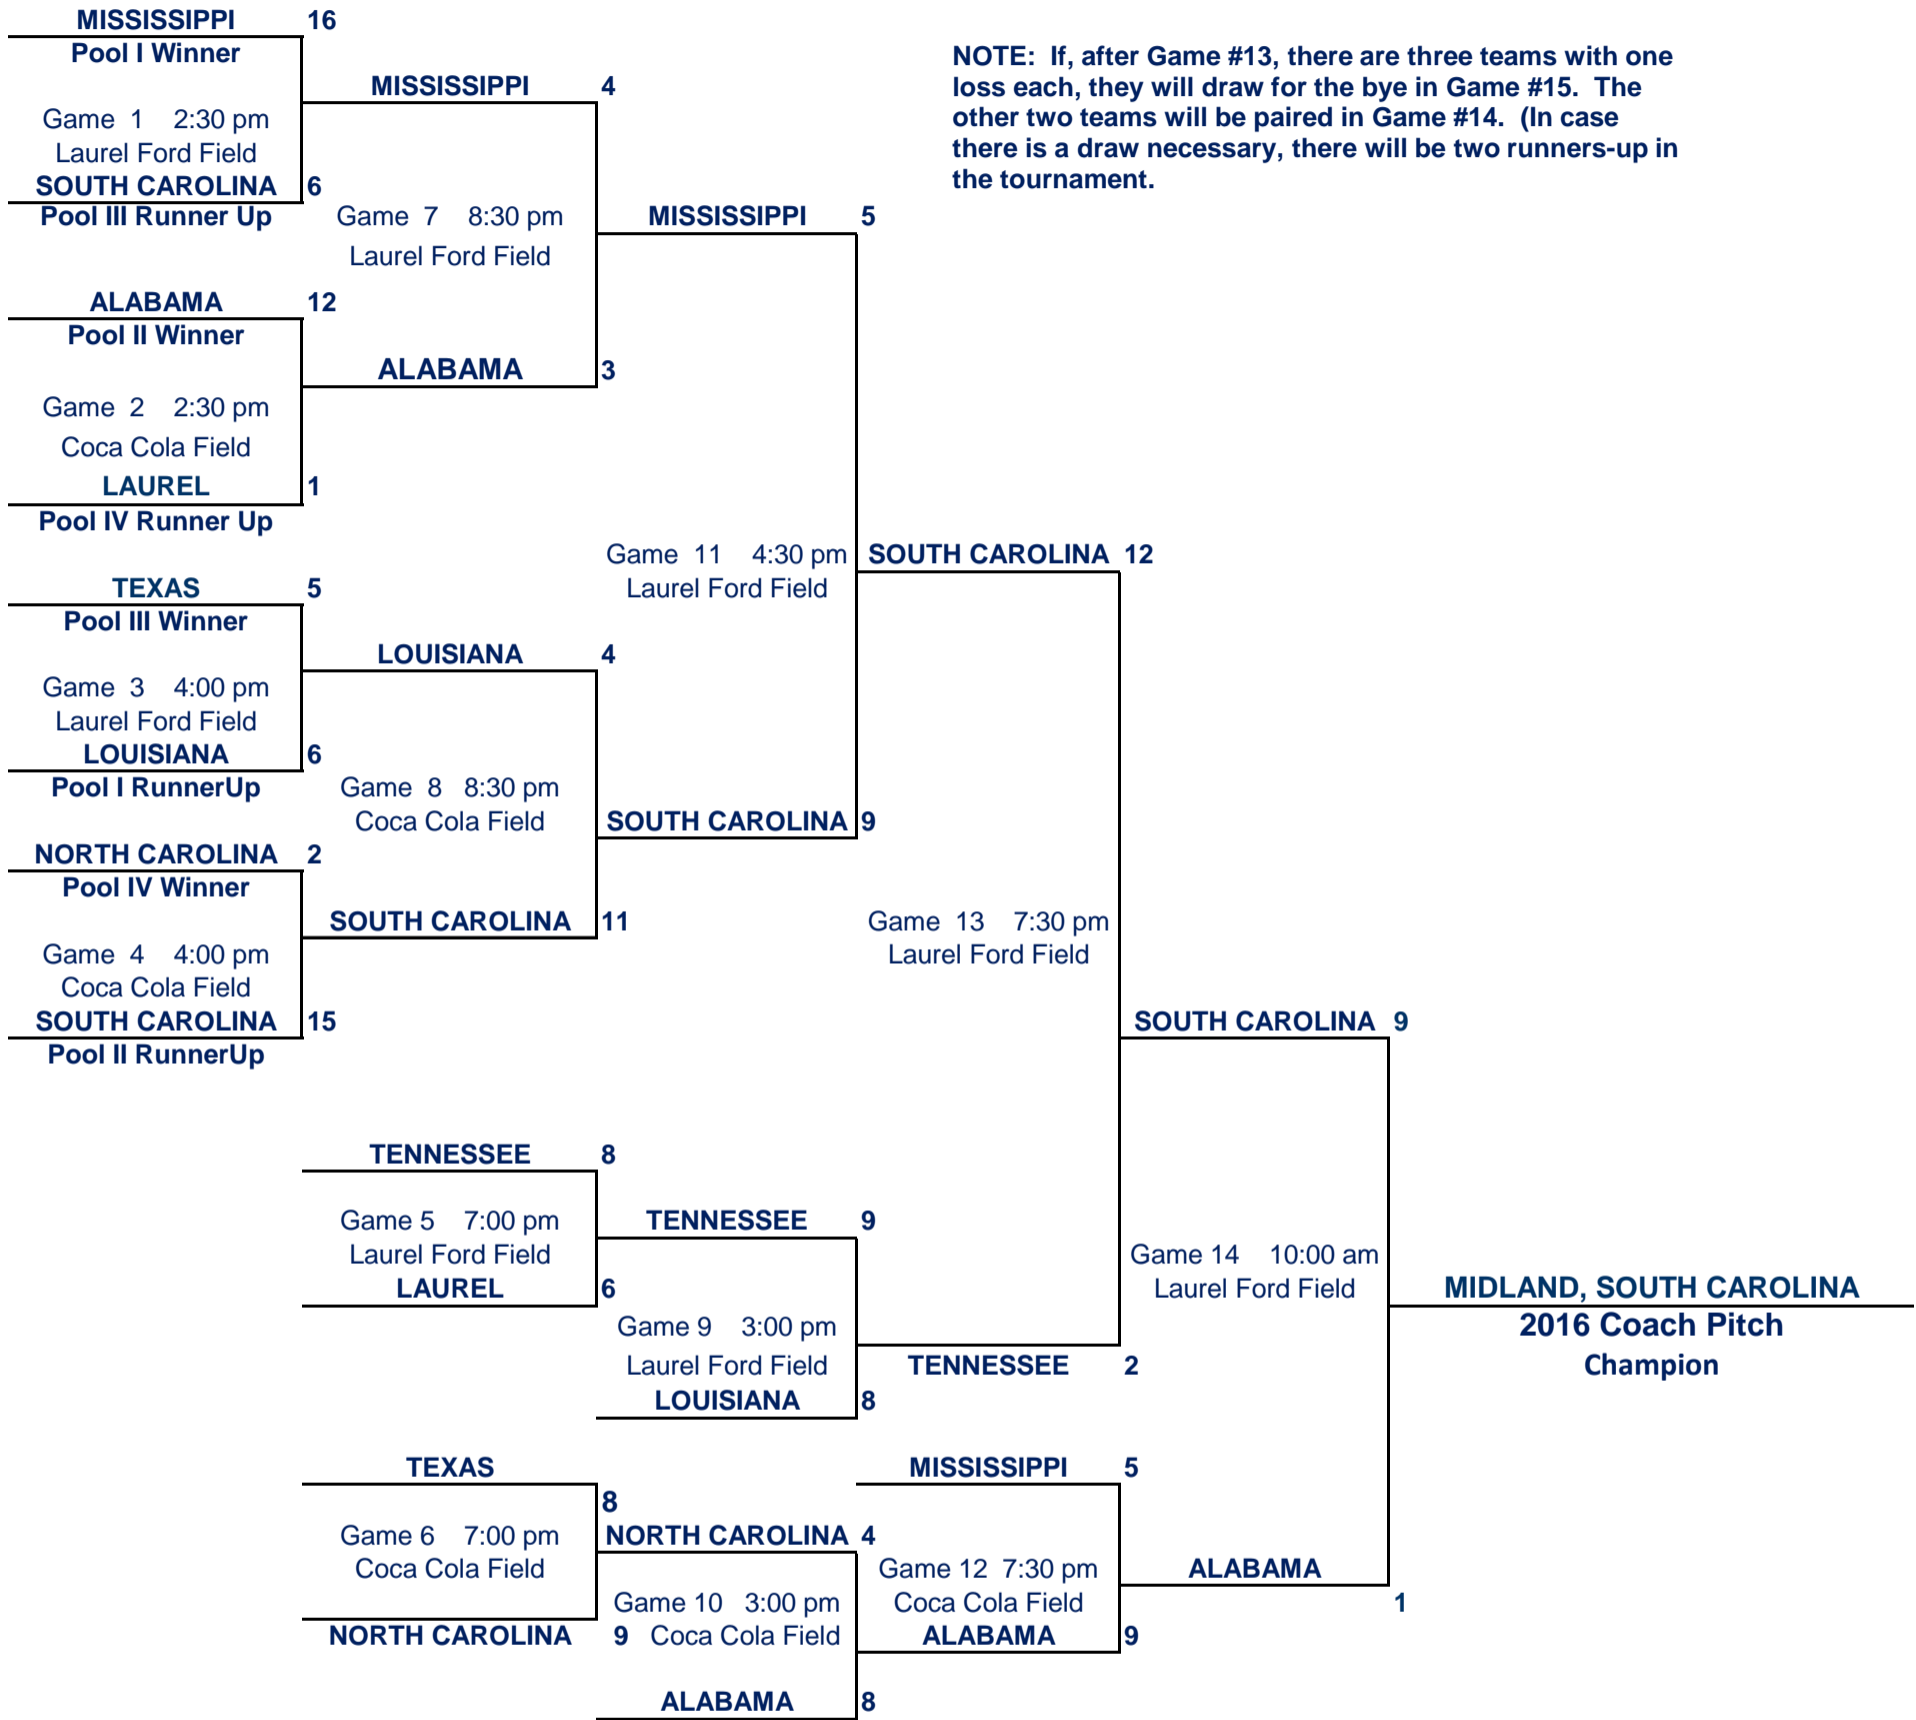 MISSISSIPPI 16
Pool I Winner
Game 1 2:30 pm
Laurel Ford Field
SOUTH CAROLINA 6
Pool III Runner Up
ALABAMA 12
Pool II Winner
Game 2 2:30 pm
Coca Cola Field
LAUREL 1
Pool IV Runner Up
TEXAS 5
Pool III Winner
Game 3 4:00 pm
Laurel Ford Field
LOUISIANA 6
Pool I RunnerUp
NORTH CAROLINA 2
Pool IV Winner
Game 4 4:00 pm
Coca Cola Field
SOUTH CAROLINA 15
Pool II RunnerUp
MISSISSIPPI 4
Game 7 8:30 pm
Laurel Ford Field
ALABAMA 3
LOUISIANA 4
Game 8 8:30 pm
Coca Cola Field
SOUTH CAROLINA 11
TENNESSEE 8
Game 5 7:00 pm
Laurel Ford Field
LAUREL 6
TEXAS
8
Game 6 7:00 pm
Coca Cola Field
NORTH CAROLINA 9
MISSISSIPPI 5
Game 11 4:30 pm
Laurel Ford Field
SOUTH CAROLINA 9
TENNESSEE 9
Game 9 3:00 pm
Laurel Ford Field
LOUISIANA 8
NORTH CAROLINA 4
Game 10 3:00 pm
Coca Cola Field
ALABAMA 8
NOTE: If, after Game #13, there are three teams with one
loss each, they will draw for the bye in Game #15. The
other two teams will be paired in Game #14. (In case
there is a draw necessary, there will be two runners-up in
the tournament.
SOUTH CAROLINA 12
Game 13 7:30 pm
Laurel Ford Field
TENNESSEE 2
MISSISSIPPI 5
Game 12 7:30 pm
Coca Cola Field
ALABAMA 9
SOUTH CAROLINA 9
Game 14 10:00 am
Laurel Ford Field
ALABAMA
1
MIDLAND, SOUTH CAROLINA
2016 Coach Pitch
Champion